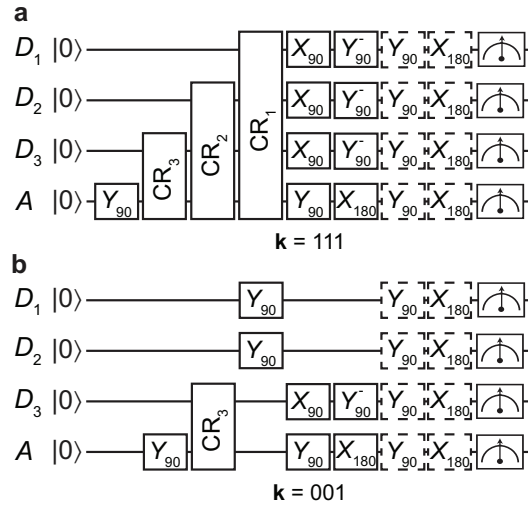 a
D₁ |0⟩ CR₁ X₉₀ Y⁻₉₀ Y₉₀ X₁₈₀
D₂ |0⟩ CR₂ X₉₀ Y⁻₉₀ Y₉₀ X₁₈₀
D₃ |0⟩ CR₃ X₉₀ Y⁻₉₀ Y₉₀ X₁₈₀
A |0⟩ Y₉₀ Y₉₀ X₁₈₀ Y₉₀ X₁₈₀
k = 111
b
D₁ |0⟩ Y₉₀ Y₉₀ X₁₈₀
D₂ |0⟩ Y₉₀ Y₉₀ X₁₈₀
D₃ |0⟩ CR₃ X₉₀ Y⁻₉₀ Y₉₀ X₁₈₀
A |0⟩ Y₉₀ Y₉₀ X₁₈₀ Y₉₀ X₁₈₀
k = 001